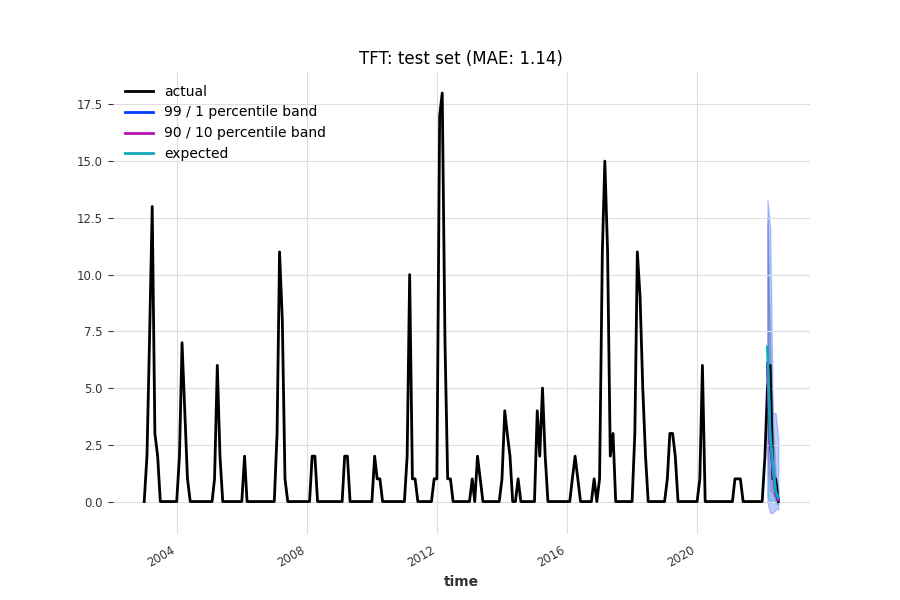 TFT: test set (MAE: 1.14)
actual
99 / 1 percentile band
90 / 10 percentile band
expected
17.5
15.0
12.5
10.0
7.5
5.0
2.5
0.0
2004
2008
2012
2016
2020
time